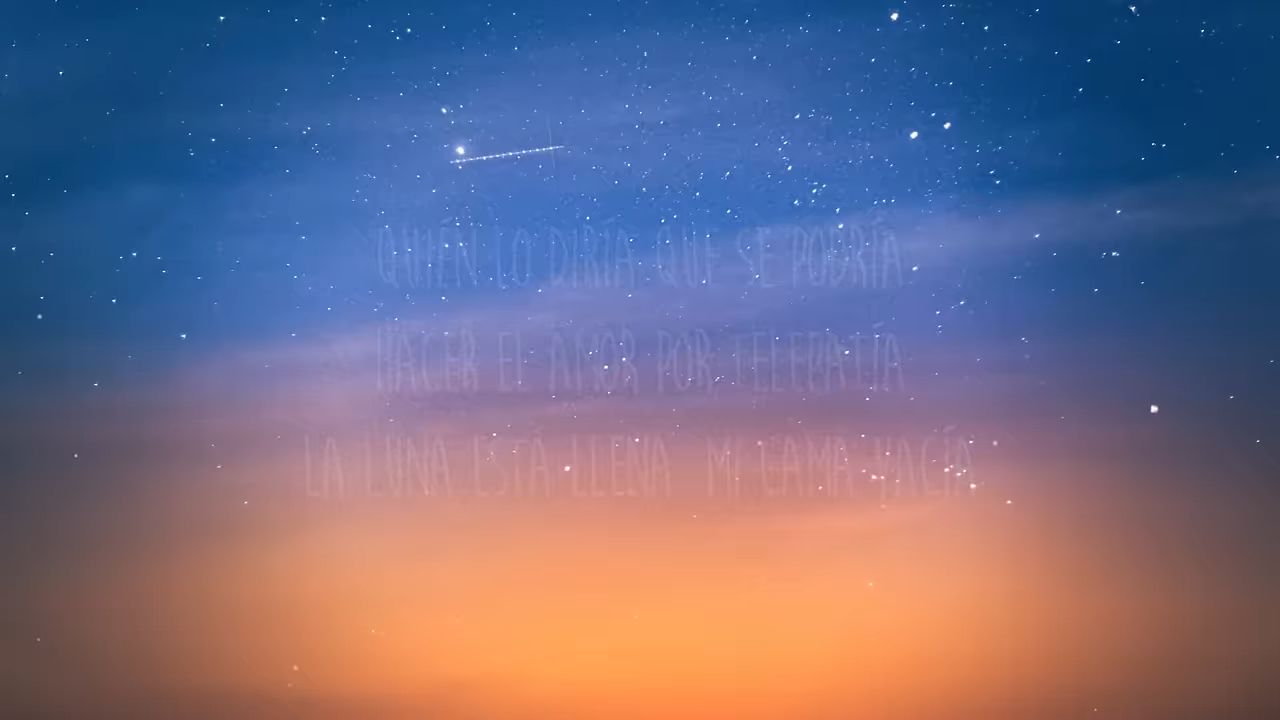 QUIÉN LO DIRÍA QUE SE PODRÍA
HACER EL AMOR POR TELEPATÍA
LA LUNA ESTÁ LLENA MI CAMA VACÍA